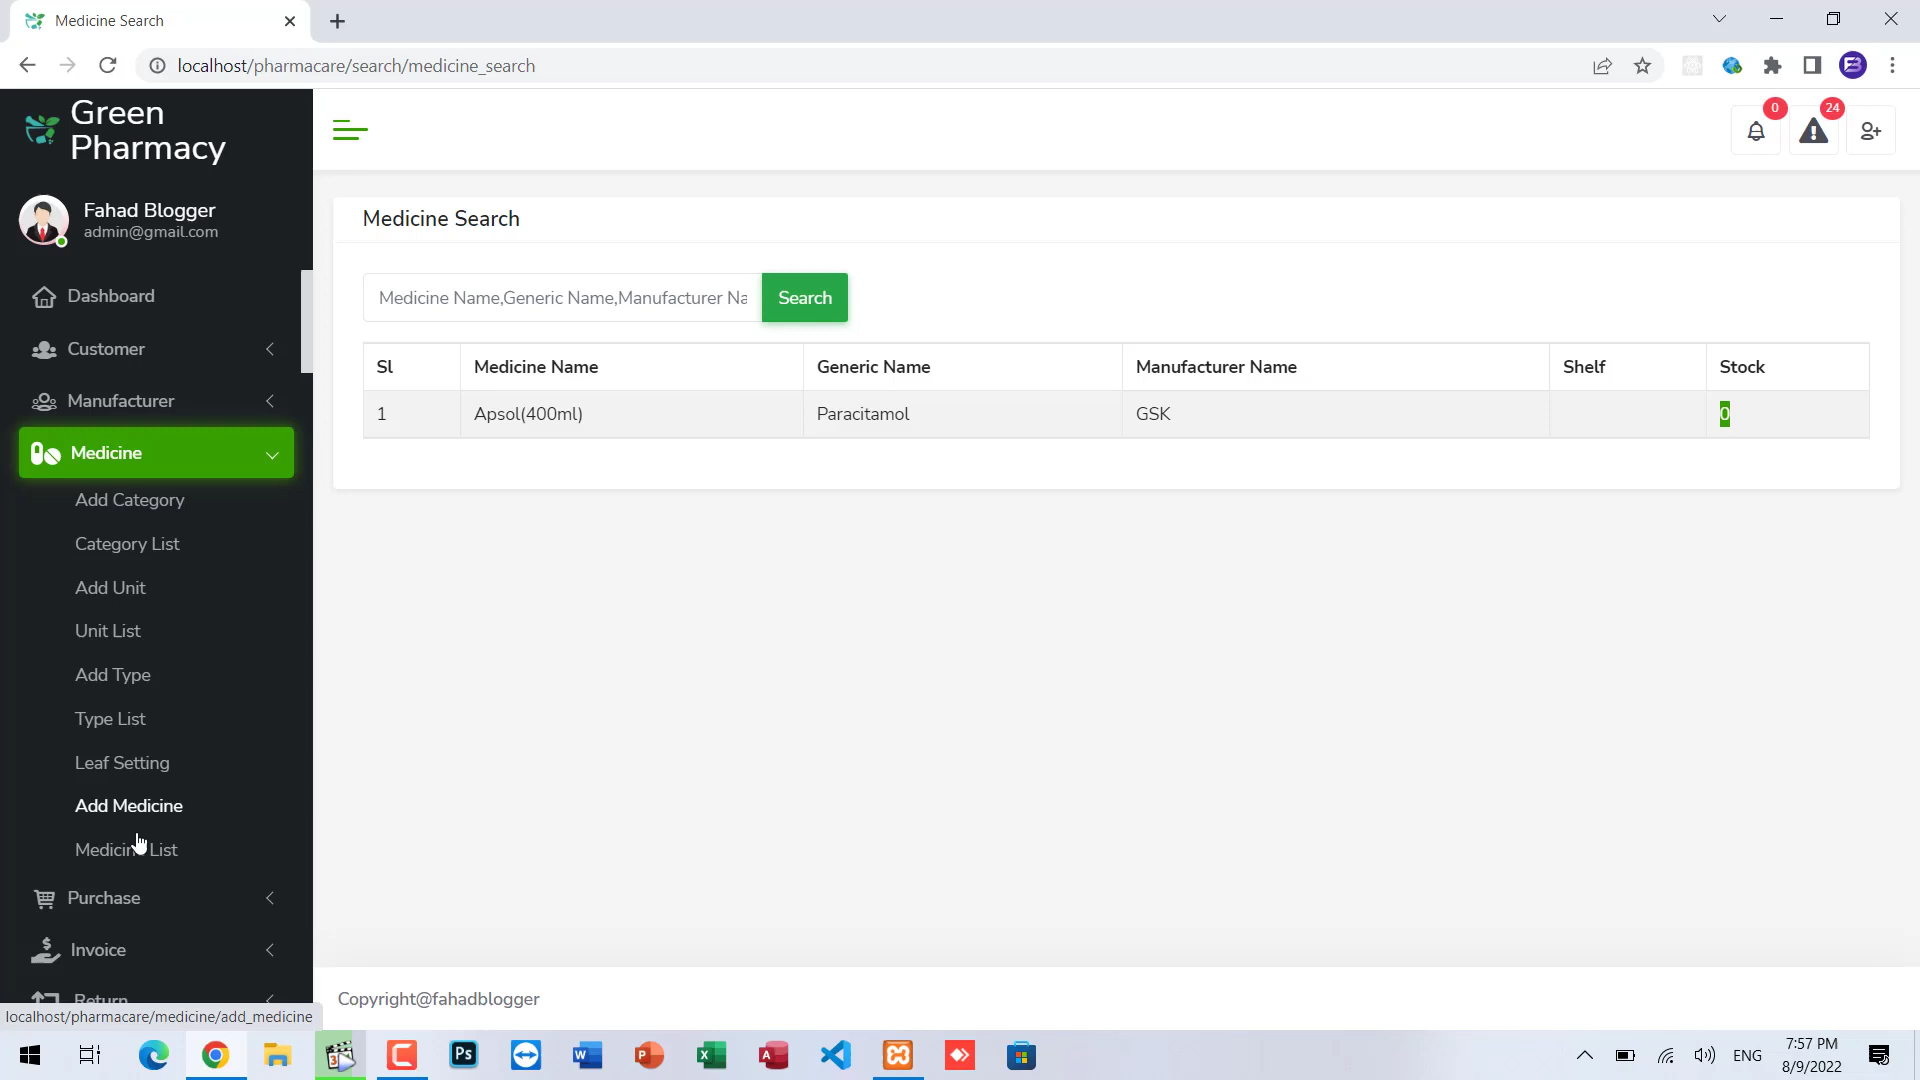 Medicine Search
localhost/pharmacare/search/medicine_search
Green
Pharmacy
0
24
Fahad Blogger
admin@gmail.com
Medicine Search
Medicine Name,Generic Name,Manufacturer Na
Search
Sl
Medicine Name
Generic Name
Manufacturer Name
Shelf
Stock
1
Apsol(400ml)
Paracitamol
GSK
0
Dashboard
Customer
Manufacturer
Medicine
Add Category
Category List
Add Unit
Unit List
Add Type
Type List
Leaf Setting
Add Medicine
Medicin List
Purchase
Invoice
Return
Copyright@fahadblogger
localhost/pharmacare/medicine/add_medicine
ENG
7:57 PM
8/9/2022